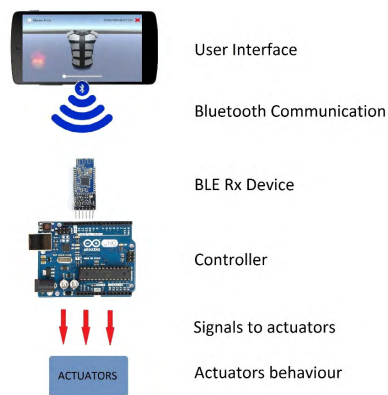 User Interface
Bluetooth Communication
BLE Rx Device
Controller
Signals to actuators
ACTUATORS
Actuators behaviour